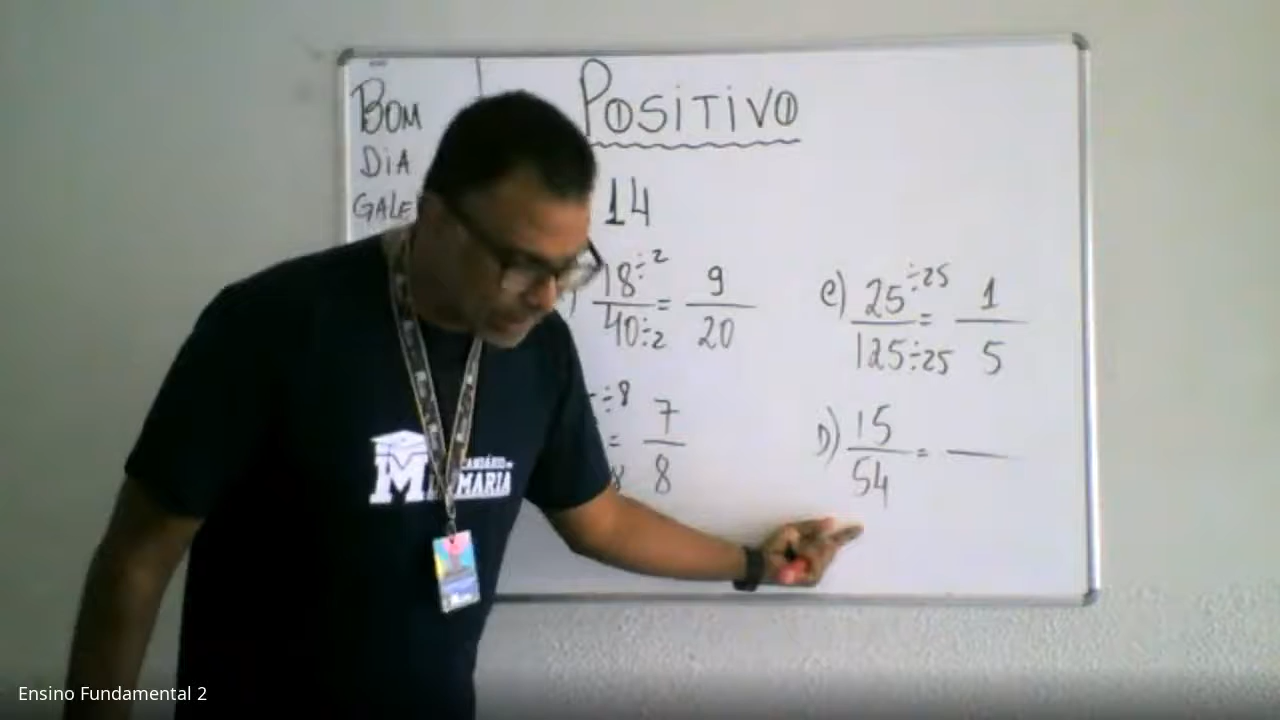 BOM
DiA
POSiTiVO
14
18÷2 = 9
40÷2 20
÷8 = 7
8
e) 25÷25 = 1
125÷25 5
D) 15 =
54
MARIA
Ensino Fundamental 2